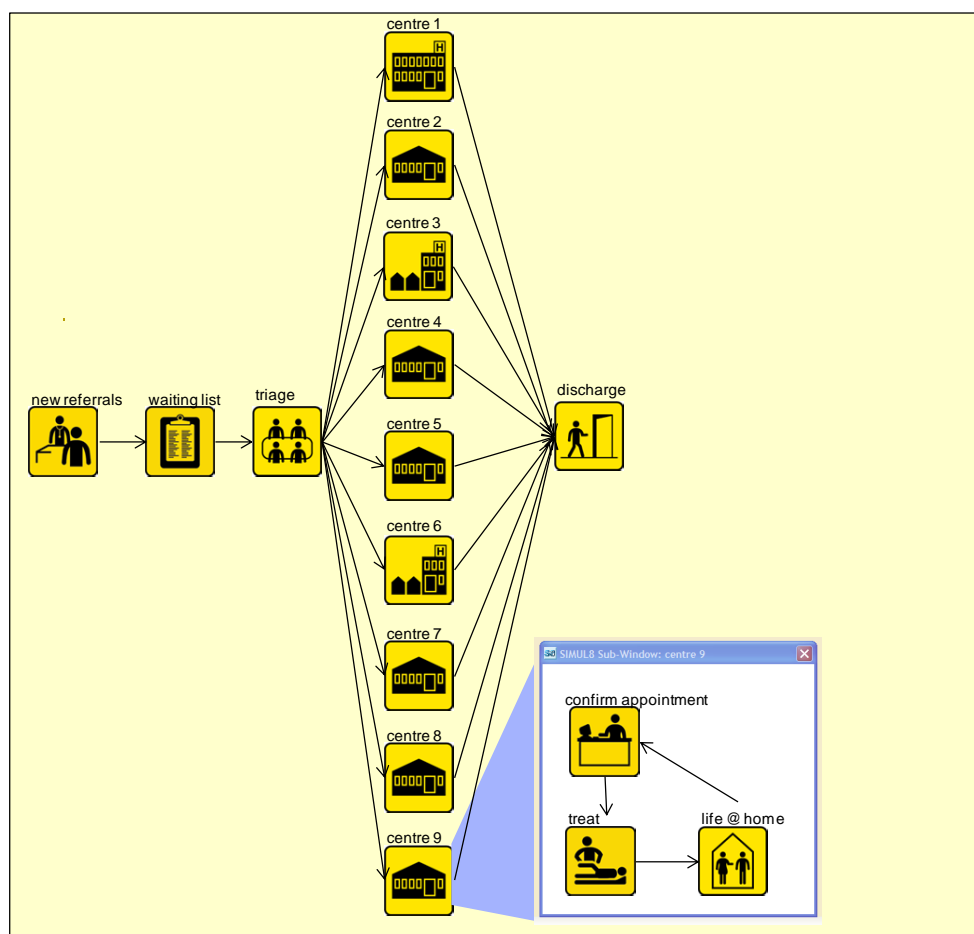 centre 1
centre 2
centre 3
centre 4
new referrals
waiting list
triage
discharge
centre 5
centre 6
centre 7
centre 8
centre 9
H
H
H
S8 SIMUL8 Sub-Window: centre 9
confirm appointment
treat
life @ home